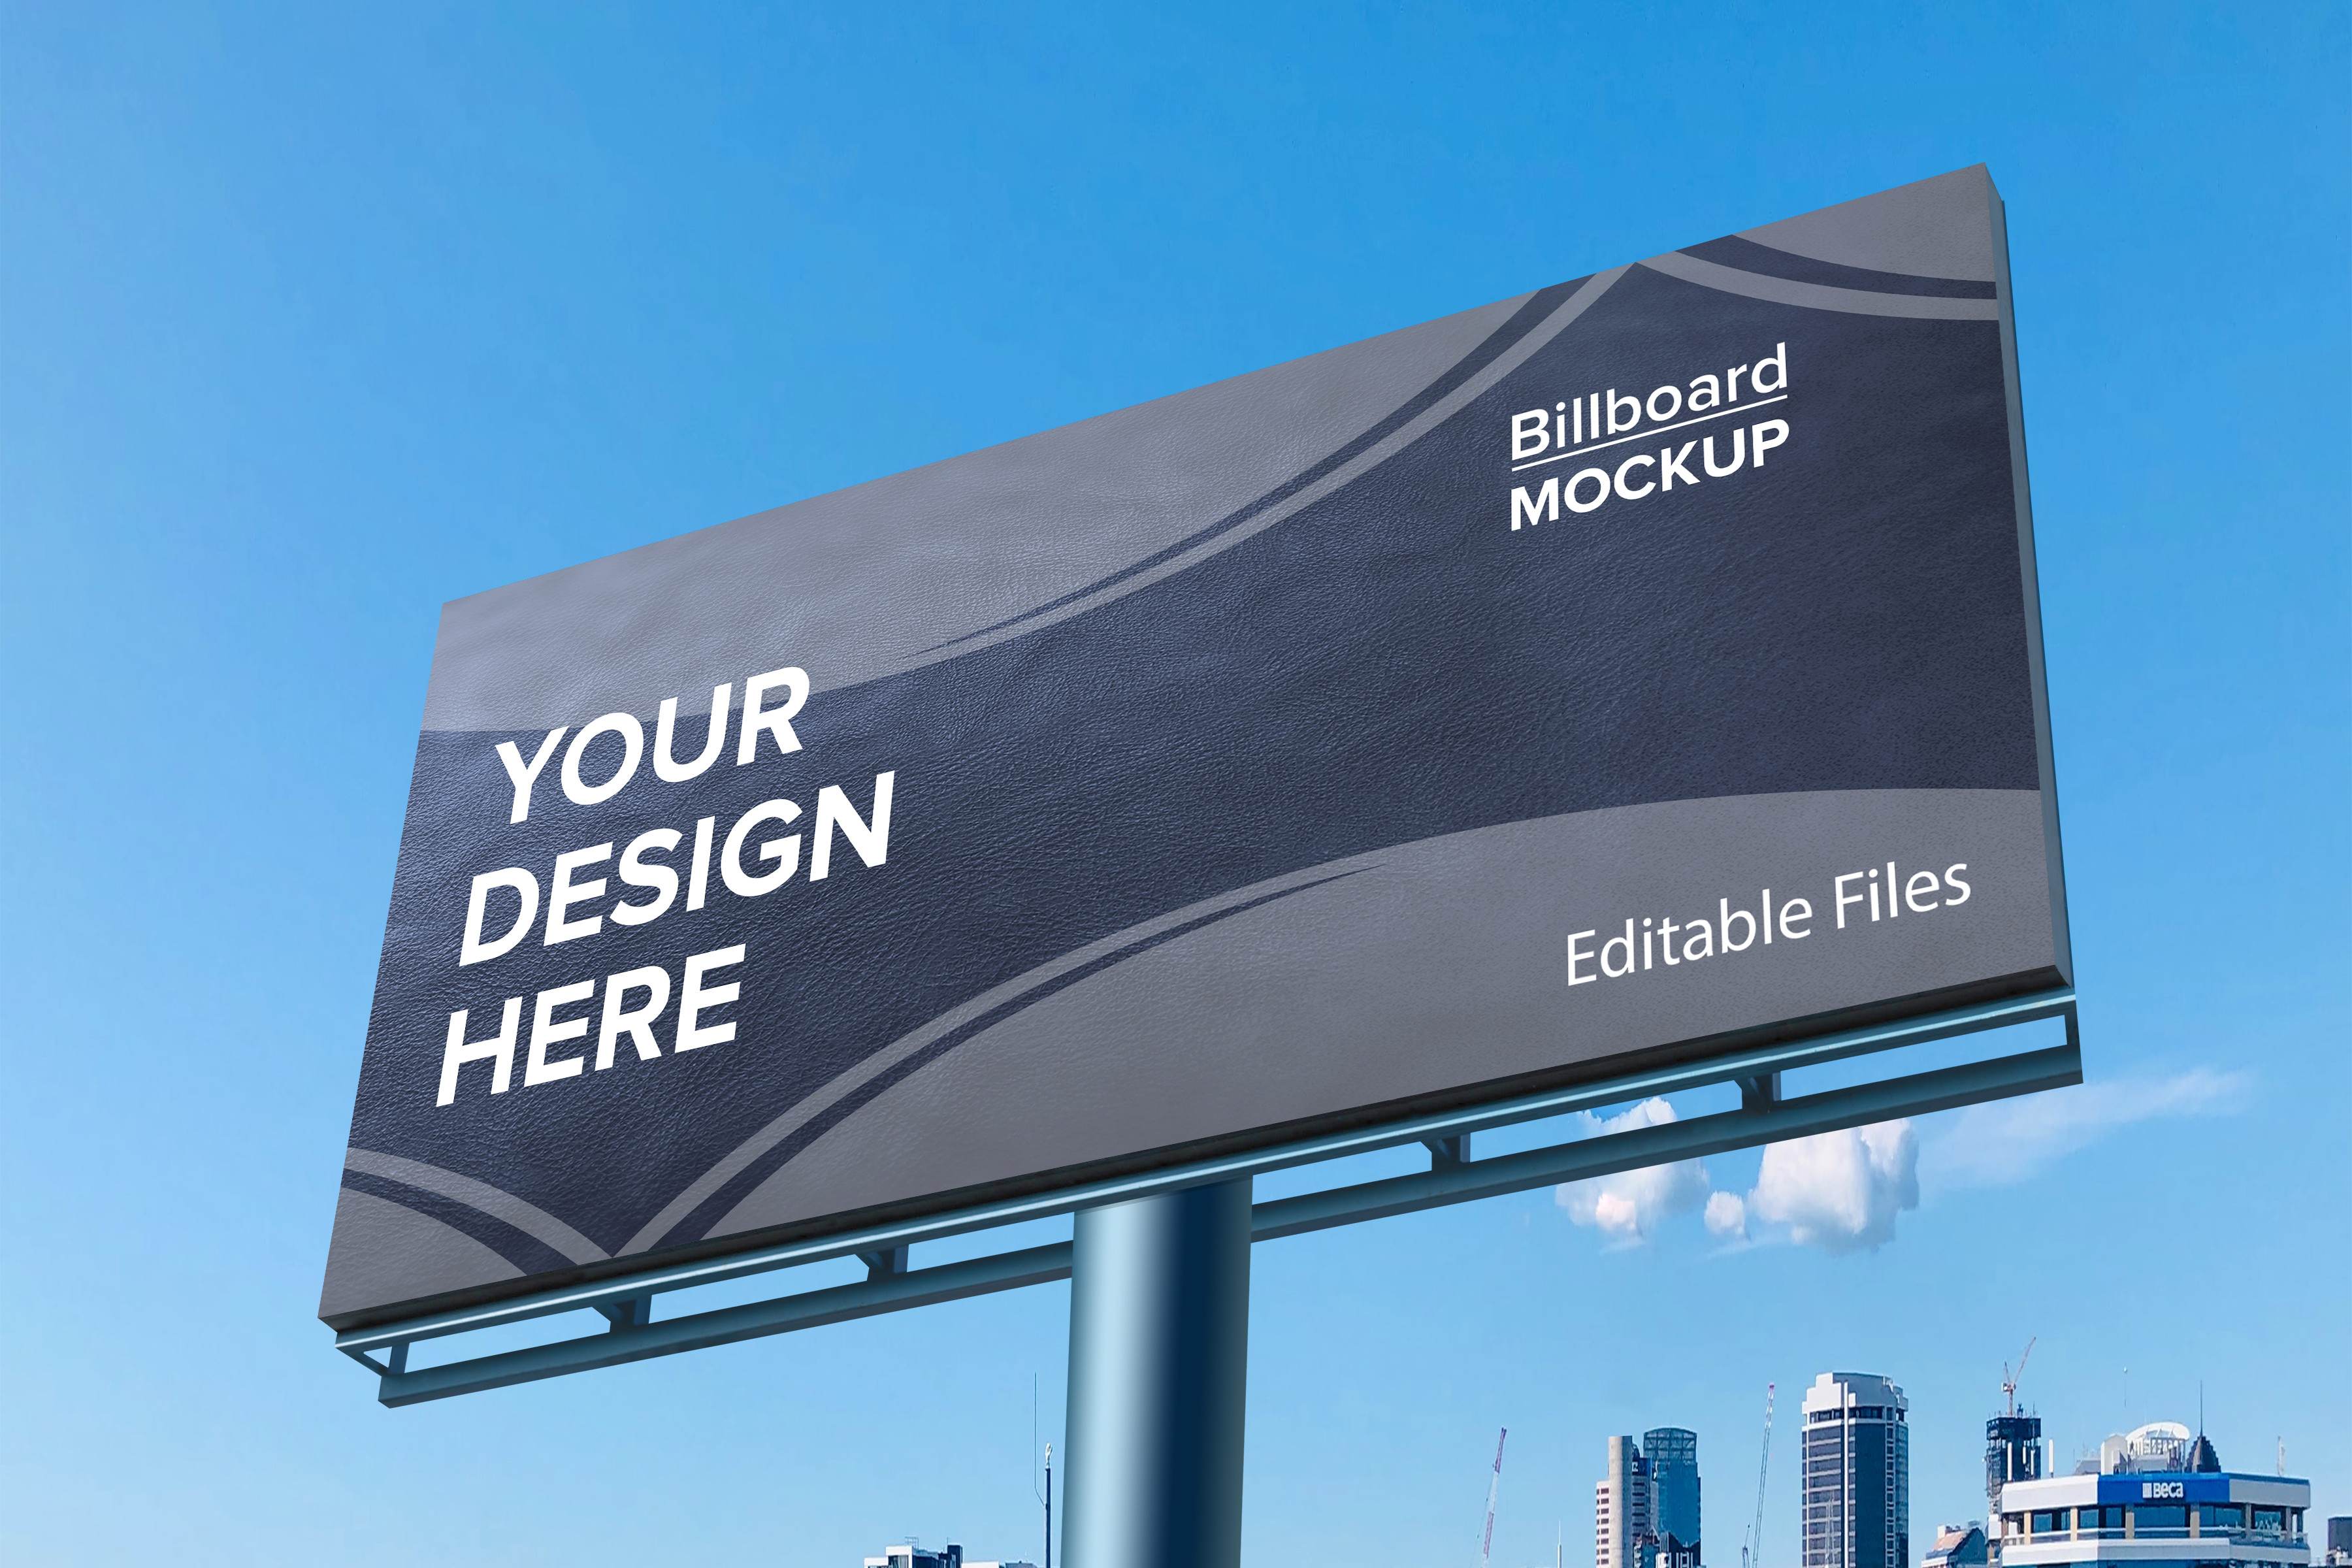 YOUR
DESIGN
HERE
Billboard
MOCKUP
Editable Files
Beca